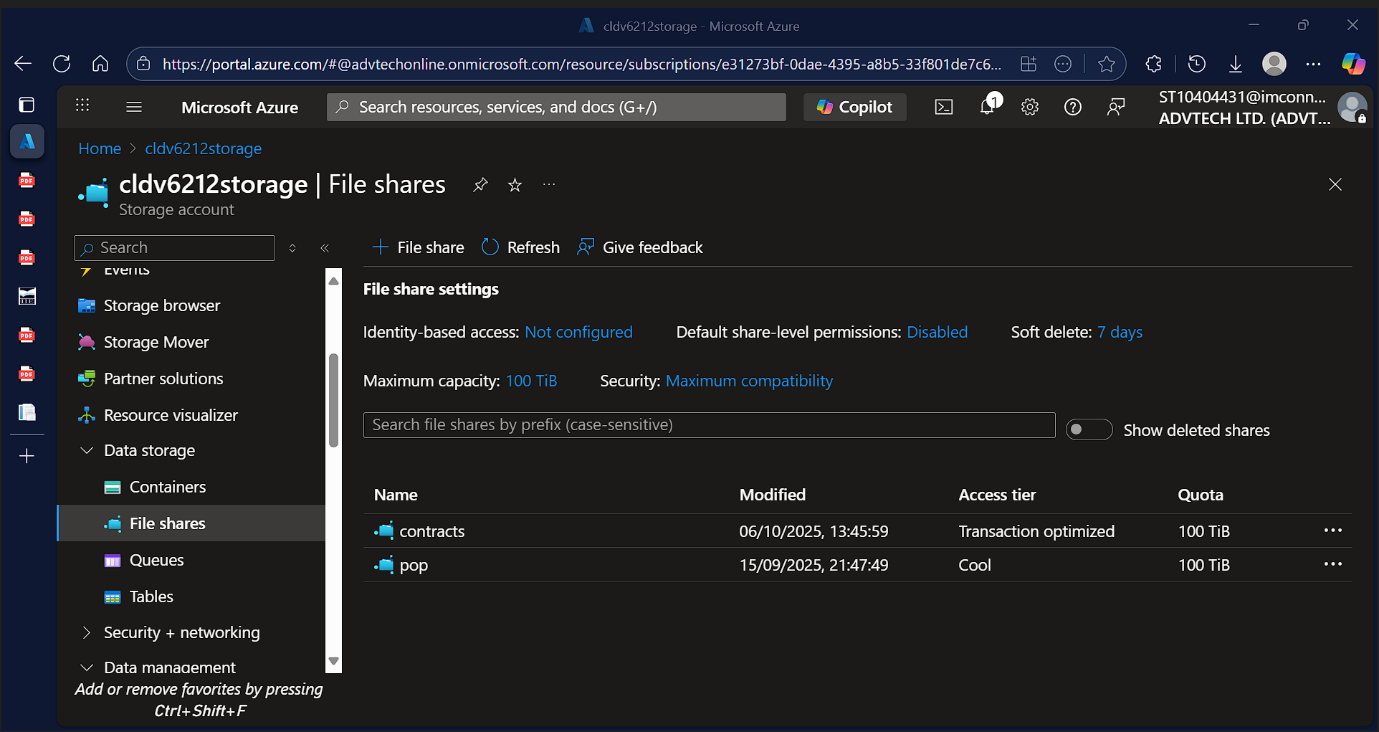 cldv6212storage - Microsoft Azure
https://portal.azure.com/#@advtechonline.onmicrosoft.com/resource/subscriptions/e31273bf-0dae-4395-a8b5-33f801de7c6...
Microsoft Azure
Search resources, services, and docs (G+/)
Copilot
1
ST10404431@imconn...
ADVTECH LTD. (ADVT...
Home > cldv6212storage
cldv6212storage | File shares
Storage account
Search
+ File share
Refresh
Give feedback
Events
Storage browser
Storage Mover
Partner solutions
Resource visualizer
Data storage
Containers
File shares
Queues
Tables
Security + networking
Data management
Add or remove favorites by pressing
Ctrl+Shift+F
File share settings
Identity-based access: Not configured Default share-level permissions: Disabled Soft delete: 7 days
Maximum capacity: 100 TiB Security: Maximum compatibility
Search file shares by prefix (case-sensitive)
Show deleted shares
Name Modified Access tier Quota
contracts 06/10/2025, 13:45:59 Transaction optimized 100 TiB
pop 15/09/2025, 21:47:49 Cool 100 TiB
PDF
PDF
PDF
PDF
PDF